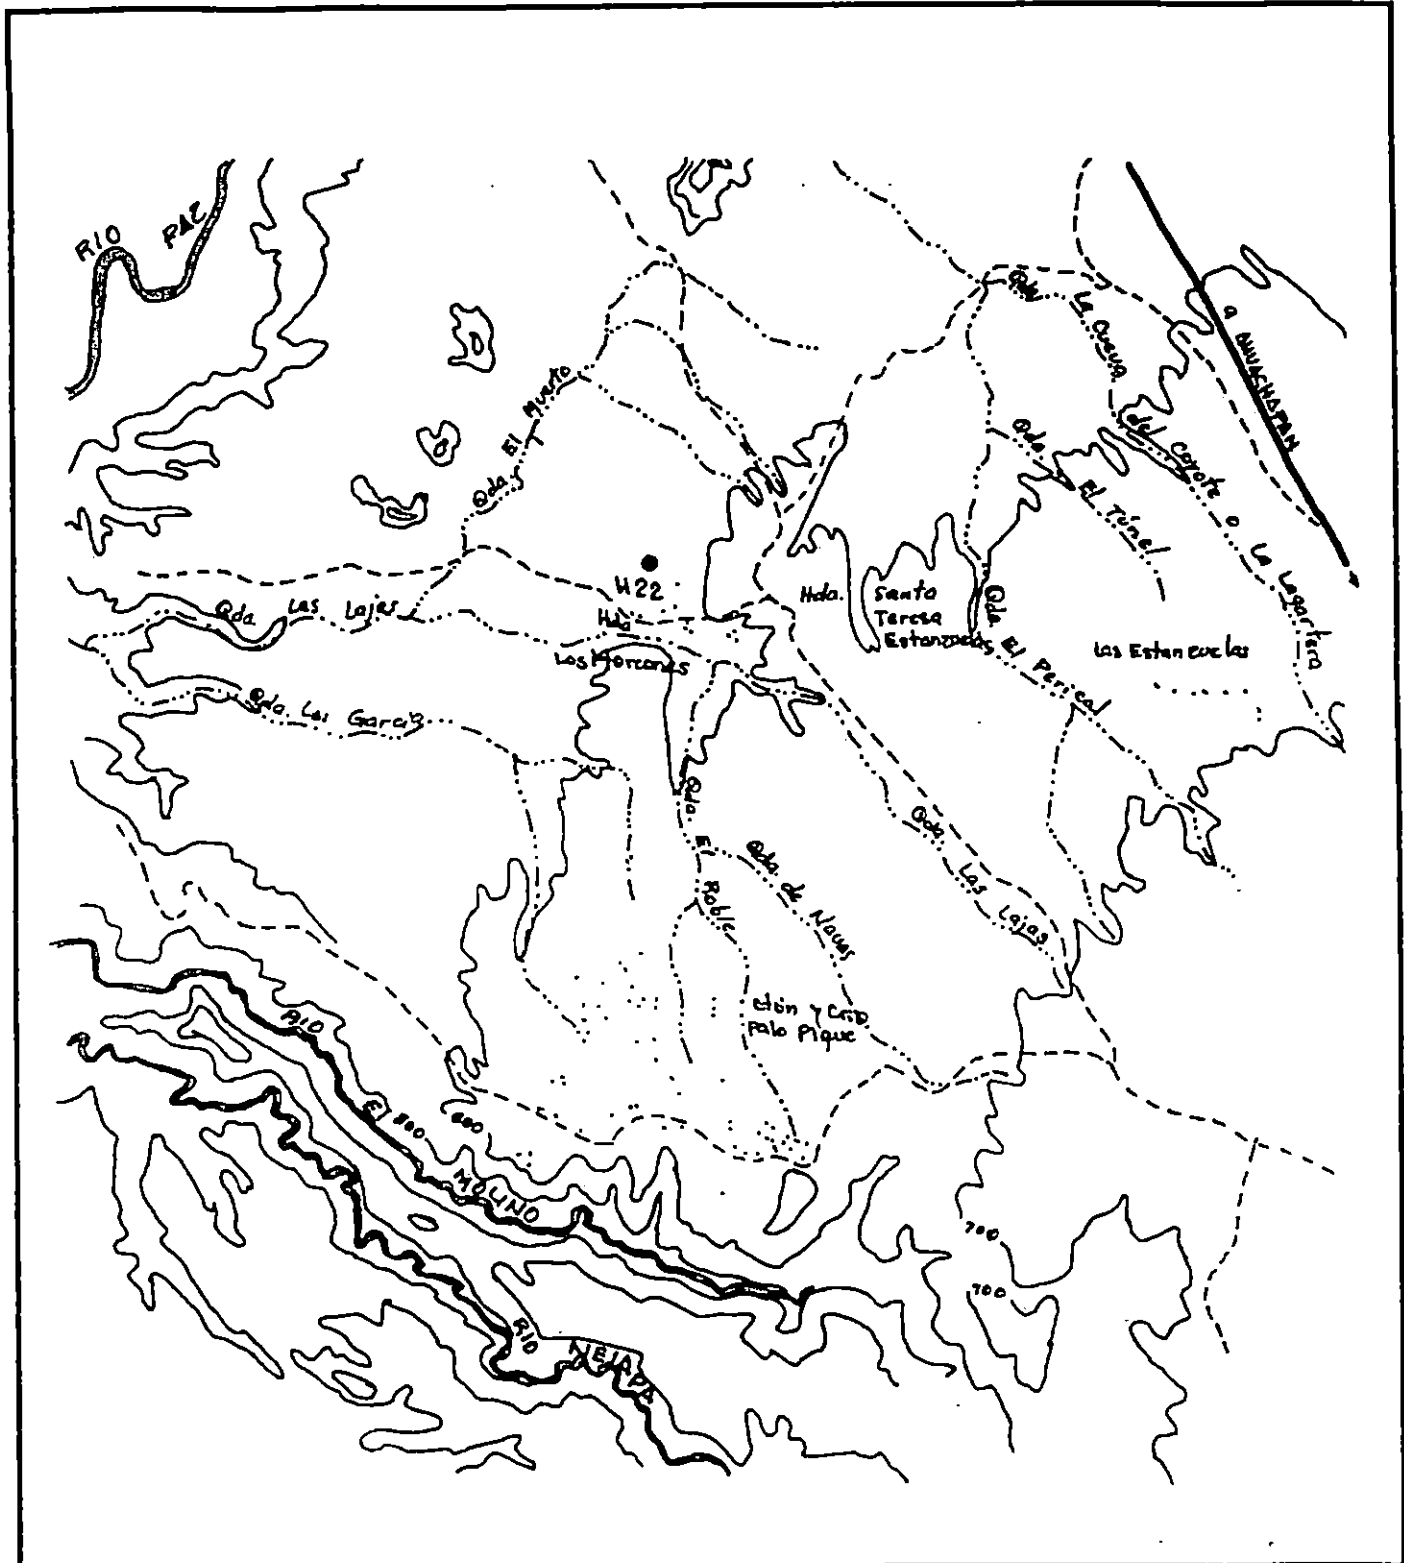 RIO PAZ
a AHUACHAPAN
Qda La Cueva del Coyote o La Lagartera
Qda. El Muerto
Qda El Túnel
H22
Hda. Santa
Teresa
Estanzuelas
Hda
Los Horcones
Qda Las Lajas
Qda El Perical
Las Estanzuelas
Qda. Las Garcia
Qda El Roble
Qda. de Navas
Qda. Las Lajas
Palo Pique
RIO El MOLINO
800
600
700
700
RIO NEJAPA